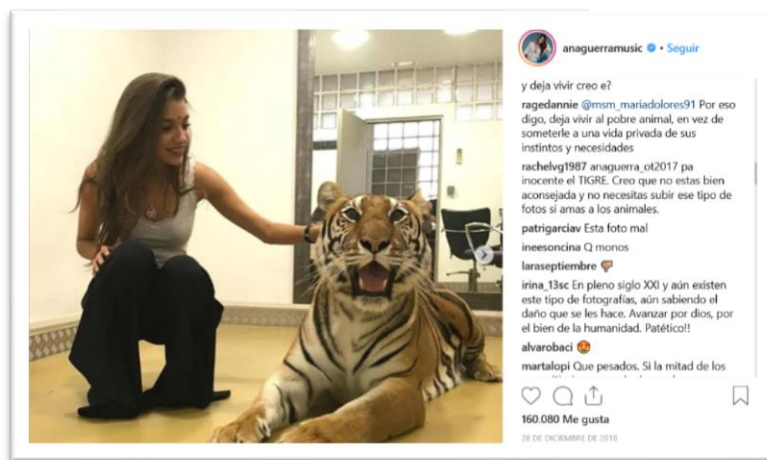 anaguerramusic • Seguir
y deja vivir creo e?
ragedannie @msm_mariadolores91 Por eso
digo, deja vivir al pobre animal, en vez de
someterle a una vida privada de sus
instintos y necesidades
rachelvg1987 anaguerra_ot2017 pa
inocente el TIGRE. Creo que no estas bien
aconsejada y no necesitas subir ese tipo de
fotos si amas a los animales.
patrigarciav Esta foto mal
ineesoncina Q monos
laraseptiembre
irina_13sc En pleno siglo XXI y aún existen
este tipo de fotografías, aún sabiendo el
daño que se les hace. Avanzar por dios, por
el bien de la humanidad. Patético!!
alvarobaci
martalopi Que pesados. Si la mitad de los
160.080 Me gusta
28 DE DICIEMBRE DE 2018